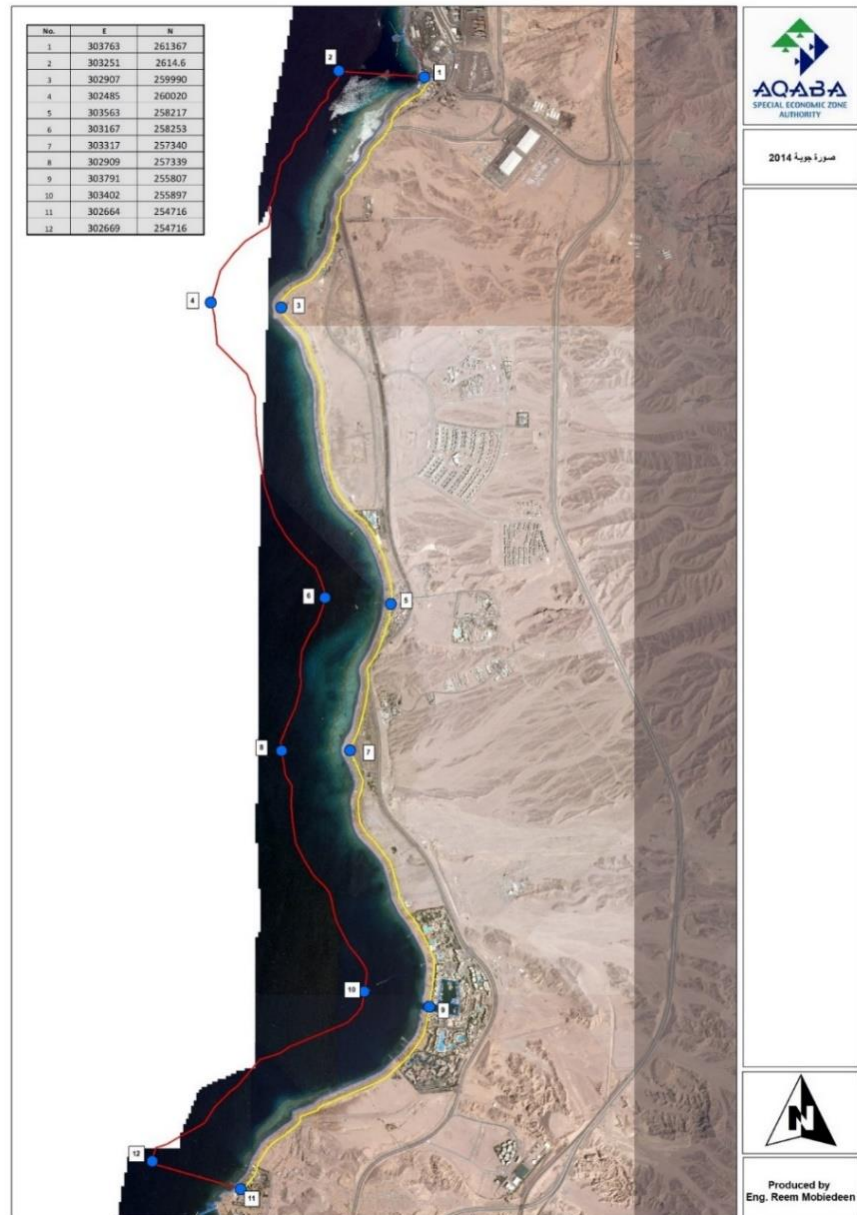 No. E N
1 303763 261367
2 303251 2614.6
3 302907 259990
4 302485 260020
5 303563 258217
6 303167 258253
7 303317 257340
8 302909 257339
9 303791 255807
10 303402 255897
11 302664 254716
12 302669 254716
2
1
4
3
6
5
8
7
10
9
12
11
AQABA
SPECIAL ECONOMIC ZONE
AUTHORITY
صورة جوية 2014
N
Produced by
Eng. Reem Mobiedeen